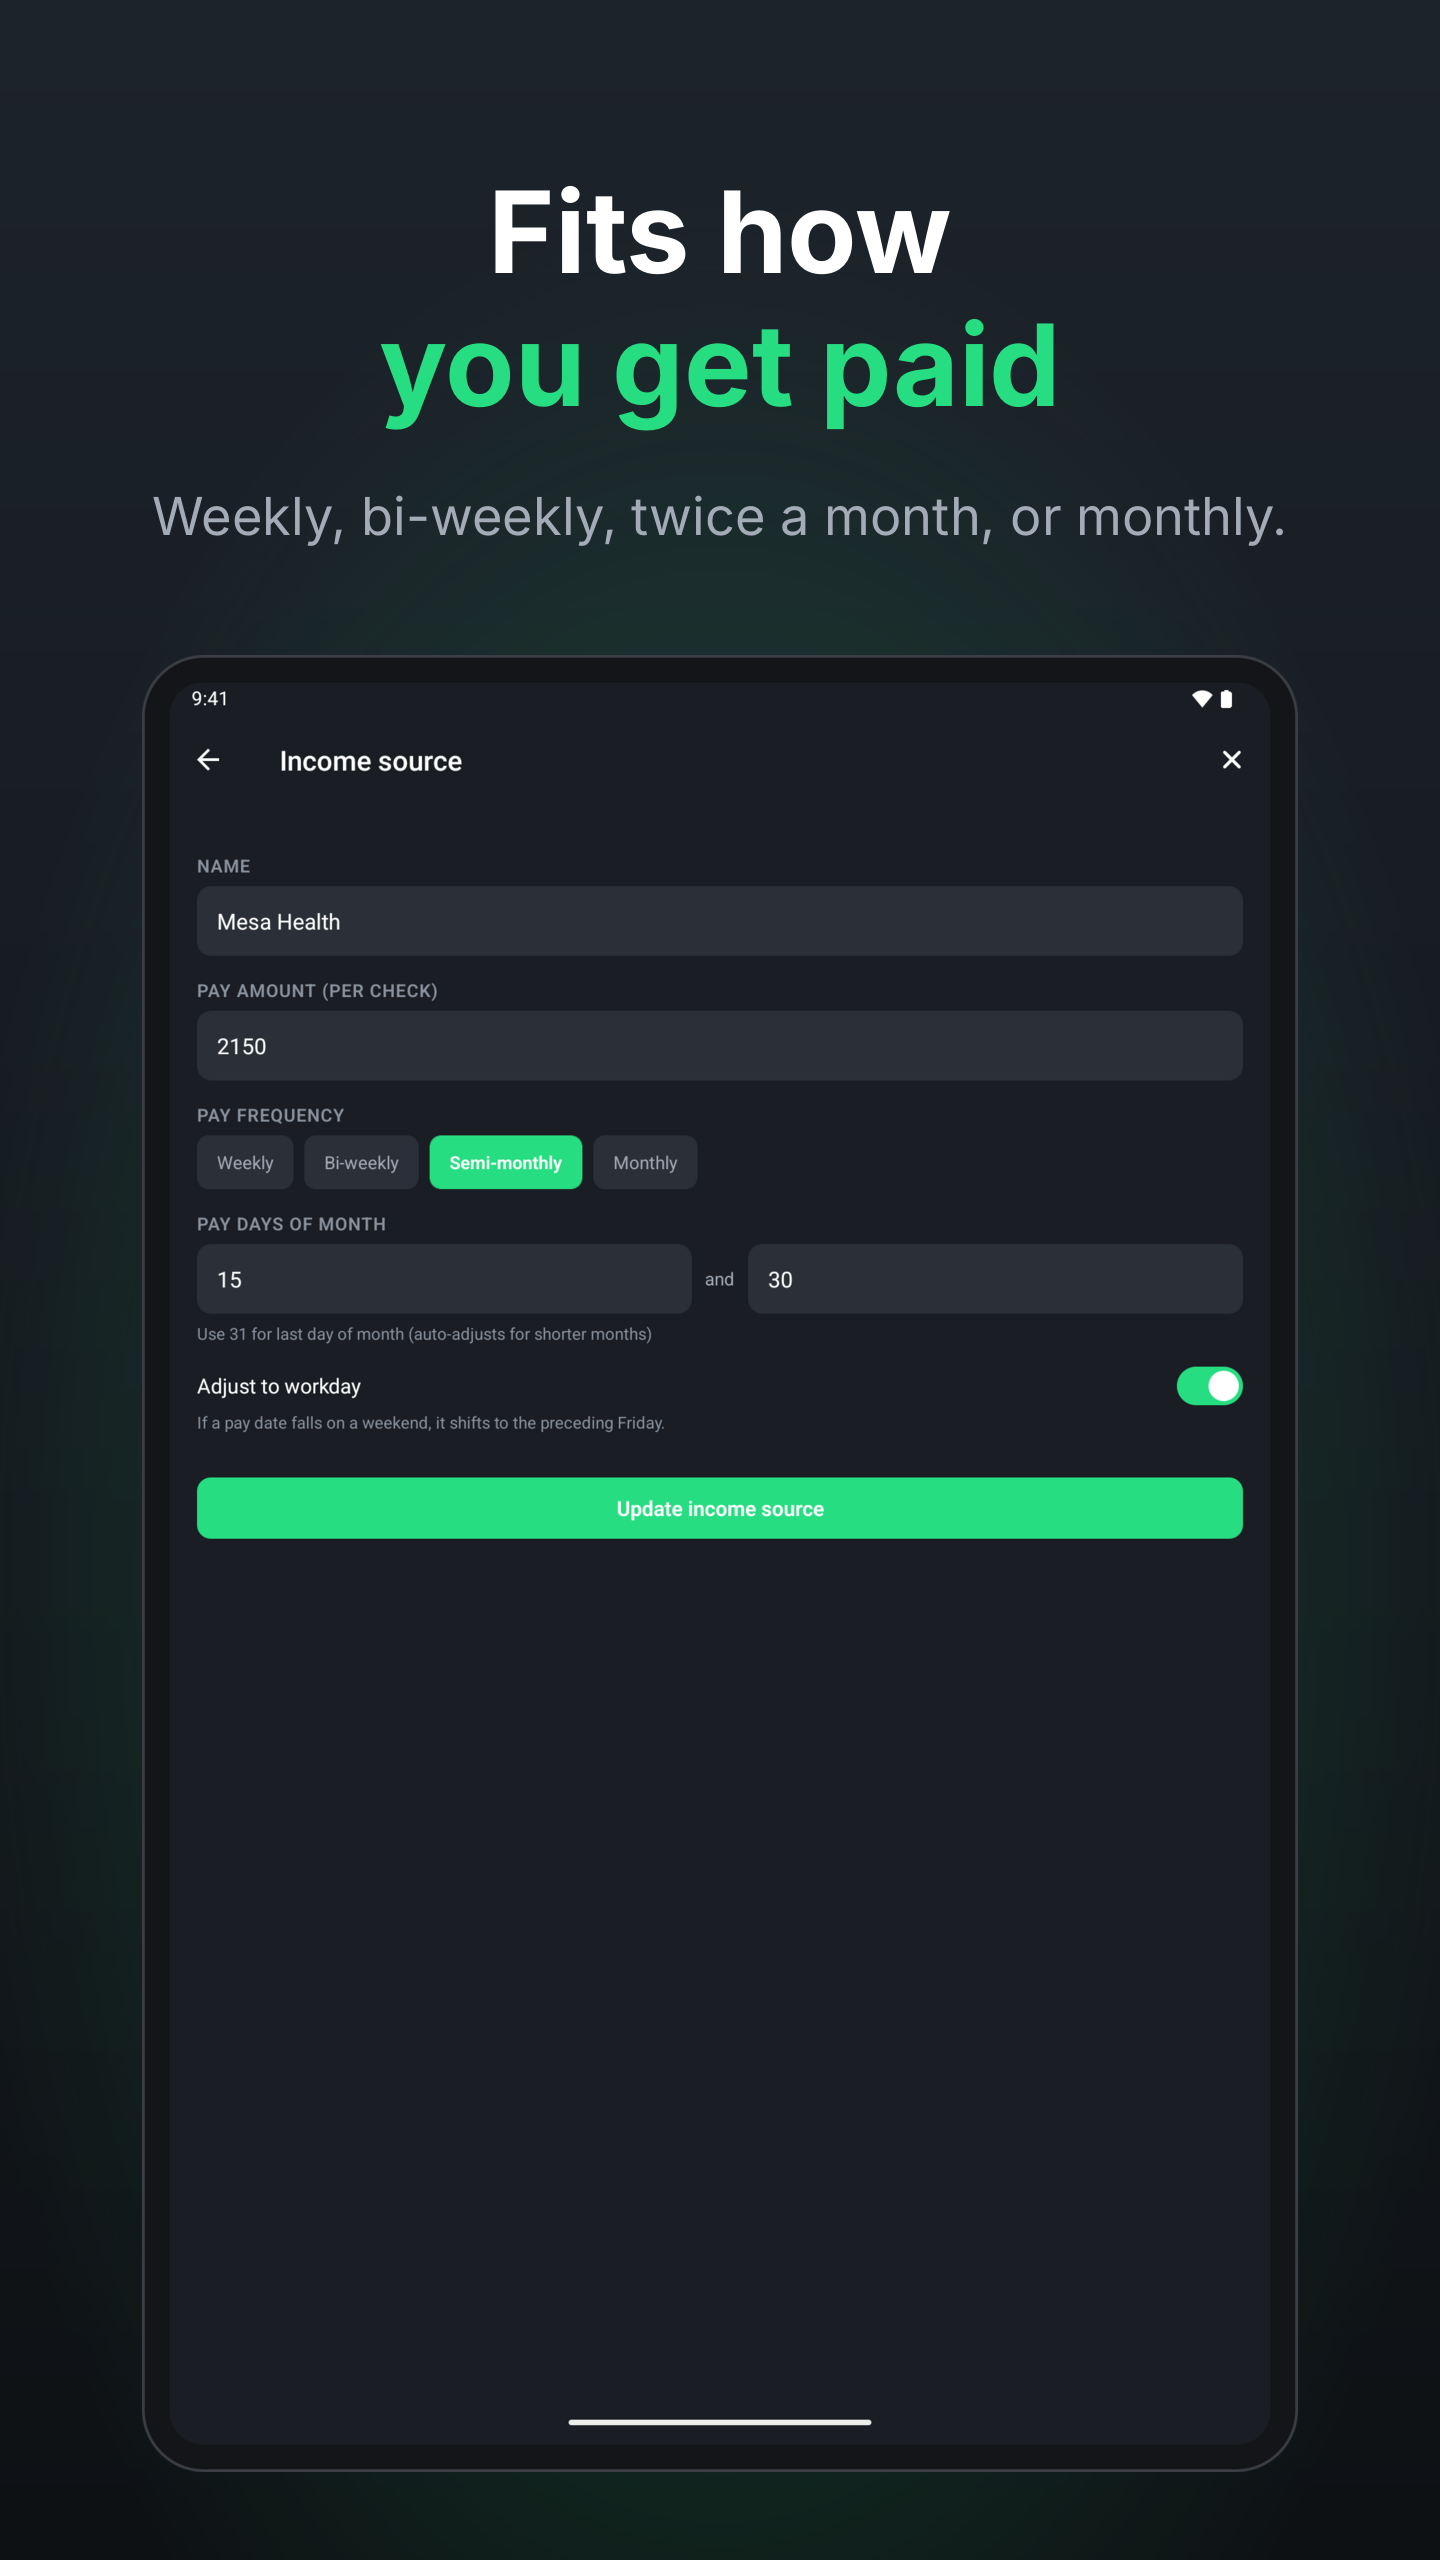 Fits how
you get paid
Weekly, bi-weekly, twice a month, or monthly.
9:41
Income source
NAME
Mesa Health
PAY AMOUNT (PER CHECK)
2150
PAY FREQUENCY
Weekly Bi-weekly Semi-monthly Monthly
PAY DAYS OF MONTH
15 and 30
Use 31 for last day of month (auto-adjusts for shorter months)
Adjust to workday
If a pay date falls on a weekend, it shifts to the preceding Friday.
Update income source